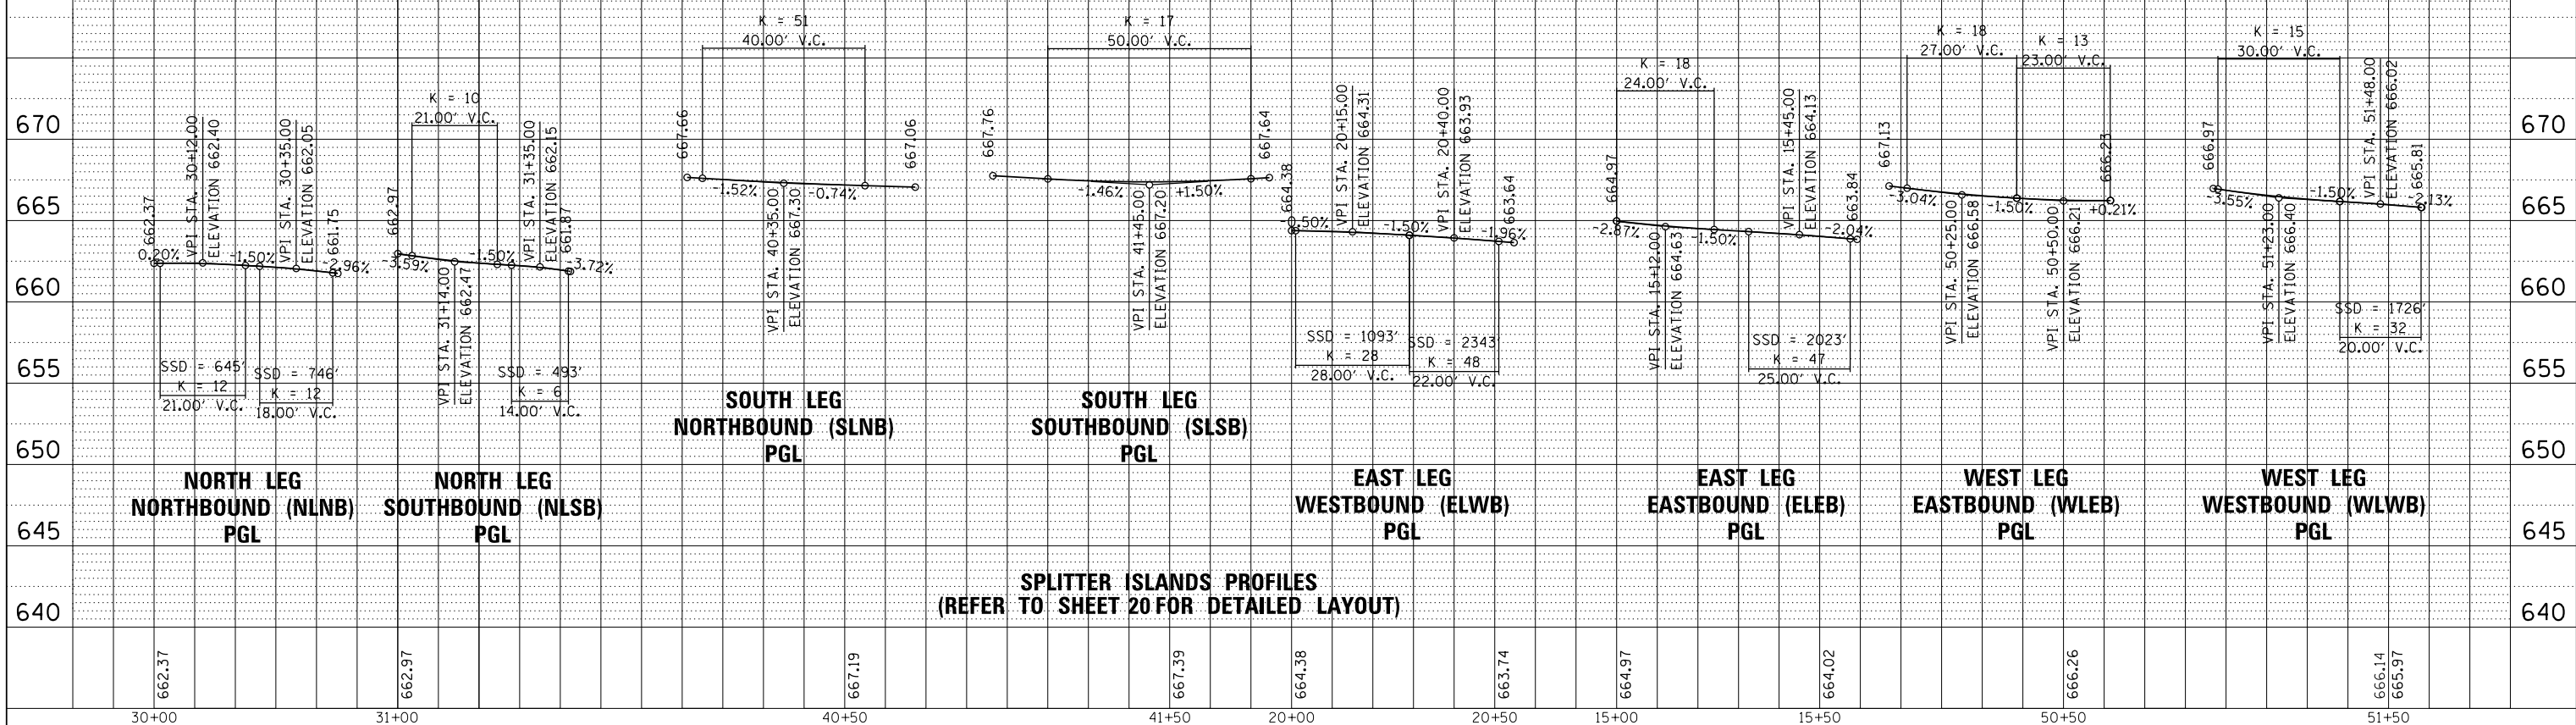 K = 51
40.00' V.C.
K = 17
50.00' V.C.
K = 18
27.00' V.C.
K = 13
23.00' V.C.
K = 15
30.00' V.C.
K = 18
24.00' V.C.
K = 10
21.00' V.C.
670
670
665
665
660
660
655
655
650
650
645
645
640
640
662.37
0.20%
VPI STA. 30+12.00
ELEVATION 662.40
-1.50%
VPI STA. 30+35.00
ELEVATION 662.05
661.75
-2.96%
SSD = 645'
K = 12
21.00' V.C.
SSD = 746'
K = 12
18.00' V.C.
NORTH LEG
NORTHBOUND (NLNB)
PGL
662.97
-3.59%
VPI STA. 31+14.00
ELEVATION 662.47
-1.50%
VPI STA. 31+35.00
ELEVATION 662.15
661.87
-3.72%
SSD = 493'
K = 6
14.00' V.C.
NORTH LEG
SOUTHBOUND (NLSB)
PGL
667.66
-1.52%
VPI STA. 40+35.00
ELEVATION 667.30
-0.74%
667.06
SOUTH LEG
NORTHBOUND (SLNB)
PGL
667.76
-1.46%
VPI STA. 41+45.00
ELEVATION 667.20
+1.50%
667.64
SOUTH LEG
SOUTHBOUND (SLSB)
PGL
664.38
0.50%
VPI STA. 20+15.00
ELEVATION 664.31
-1.50%
VPI STA. 20+40.00
ELEVATION 663.93
-1.96%
663.64
SSD = 1093'
K = 28
28.00' V.C.
SSD = 2343'
K = 48
22.00' V.C.
EAST LEG
WESTBOUND (ELWB)
PGL
664.97
-2.87%
VPI STA. 15+12.00
ELEVATION 664.63
-1.50%
VPI STA. 15+45.00
ELEVATION 664.13
-2.04%
663.84
SSD = 2023'
K = 47
25.00' V.C.
EAST LEG
EASTBOUND (ELEB)
PGL
667.13
-3.04%
VPI STA. 50+25.00
ELEVATION 666.58
-1.50%
VPI STA. 50+50.00
ELEVATION 666.21
+0.21%
666.23
WEST LEG
EASTBOUND (WLEB)
PGL
666.97
-3.55%
VPI STA. 51+23.00
ELEVATION 666.40
-1.50%
VPI STA. 51+48.00
ELEVATION 666.02
665.81
-2.13%
SSD = 1726'
K = 32
20.00' V.C.
WEST LEG
WESTBOUND (WLWB)
PGL
SPLITTER ISLANDS PROFILES
(REFER TO SHEET 20 FOR DETAILED LAYOUT)
662.37
662.97
667.19
667.39
664.38
663.74
664.97
664.02
666.26
666.14
665.97
30+00
31+00
40+50
41+50
20+00
20+50
15+00
15+50
50+50
51+50